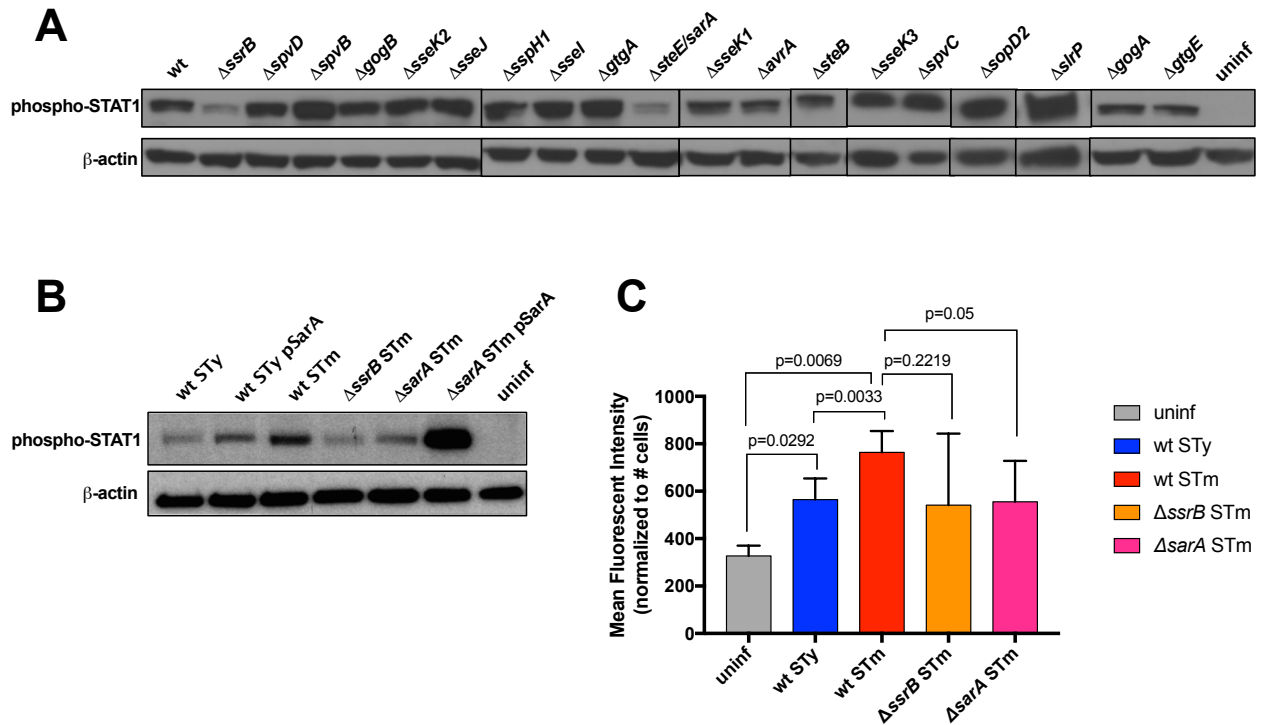 A
wt ΔssrB ΔspvD ΔspvB ΔgogB ΔsseK2 ΔsseJ ΔsspH1 ΔsseI ΔgtgA ΔsteE/sarA ΔsseK1 ΔavrA ΔsteB ΔsseK3 ΔspvC ΔsopD2 ΔslrP ΔgogA ΔgtgE uninf
phospho-STAT1
β-actin
B
wt STy wt STy pSarA wt STm ΔssrB STm ΔsarA STm ΔsarA STm pSarA uninf
phospho-STAT1
β-actin
C
p=0.05
p=0.0069
p=0.2219
p=0.0033
p=0.0292
Mean Fluorescent Intensity
(normalized to # cells)
1000
800
600
400
200
0
uninf wt STy wt STm ΔssrB STm ΔsarA STm
uninf
wt STy
wt STm
ΔssrB STm
ΔsarA STm